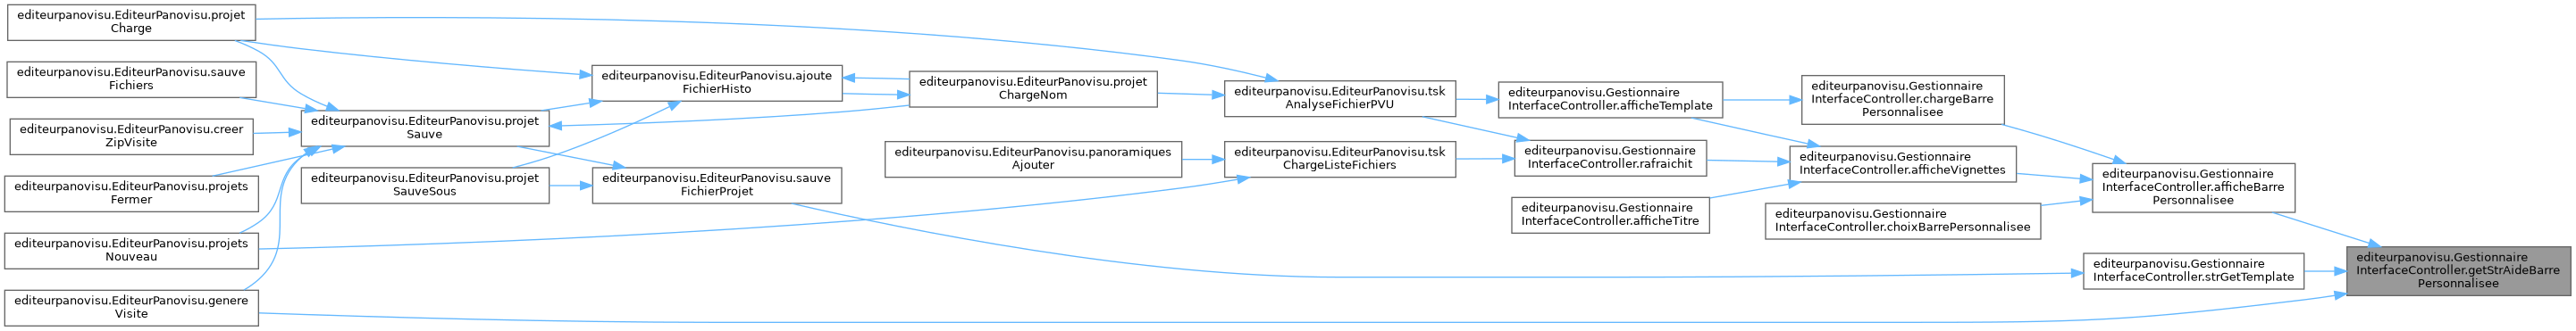 editeurpanovisu.EditeurPanovisu.projet
Charge
editeurpanovisu.EditeurPanovisu.sauve
Fichiers
editeurpanovisu.EditeurPanovisu.creer
ZipVisite
editeurpanovisu.EditeurPanovisu.projets
Fermer
editeurpanovisu.EditeurPanovisu.projets
Nouveau
editeurpanovisu.EditeurPanovisu.genere
Visite
editeurpanovisu.EditeurPanovisu.projet
Sauve
editeurpanovisu.EditeurPanovisu.projet
SauveSous
editeurpanovisu.EditeurPanovisu.ajoute
FichierHisto
editeurpanovisu.EditeurPanovisu.sauve
FichierProjet
editeurpanovisu.EditeurPanovisu.projet
ChargeNom
editeurpanovisu.EditeurPanovisu.panoramiques
Ajouter
editeurpanovisu.EditeurPanovisu.tsk
AnalyseFichierPVU
editeurpanovisu.EditeurPanovisu.tsk
ChargeListeFichiers
editeurpanovisu.Gestionnaire
InterfaceController.afficheTemplate
editeurpanovisu.Gestionnaire
InterfaceController.rafraichit
editeurpanovisu.Gestionnaire
InterfaceController.afficheTitre
editeurpanovisu.Gestionnaire
InterfaceController.chargeBarre
Personnalisee
editeurpanovisu.Gestionnaire
InterfaceController.afficheVignettes
editeurpanovisu.Gestionnaire
InterfaceController.choixBarrePersonnalisee
editeurpanovisu.Gestionnaire
InterfaceController.afficheBarre
Personnalisee
editeurpanovisu.Gestionnaire
InterfaceController.strGetTemplate
editeurpanovisu.Gestionnaire
InterfaceController.getStrAideBarre
Personnalisee